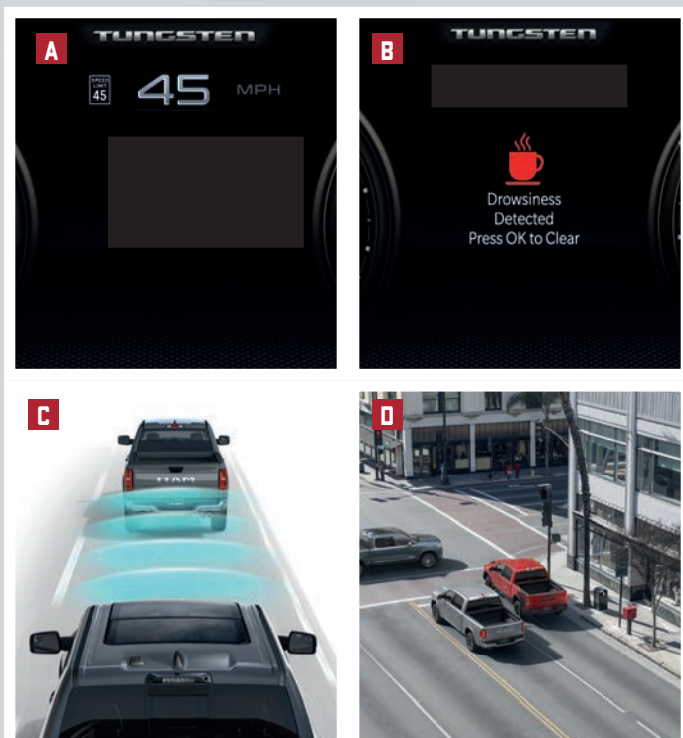 A
TUNGSTEN
SPEED
LIMIT
45
45 MPH
B
TUNGSTEN
Drowsiness
Detected
Press OK to Clear
C
RAM
D